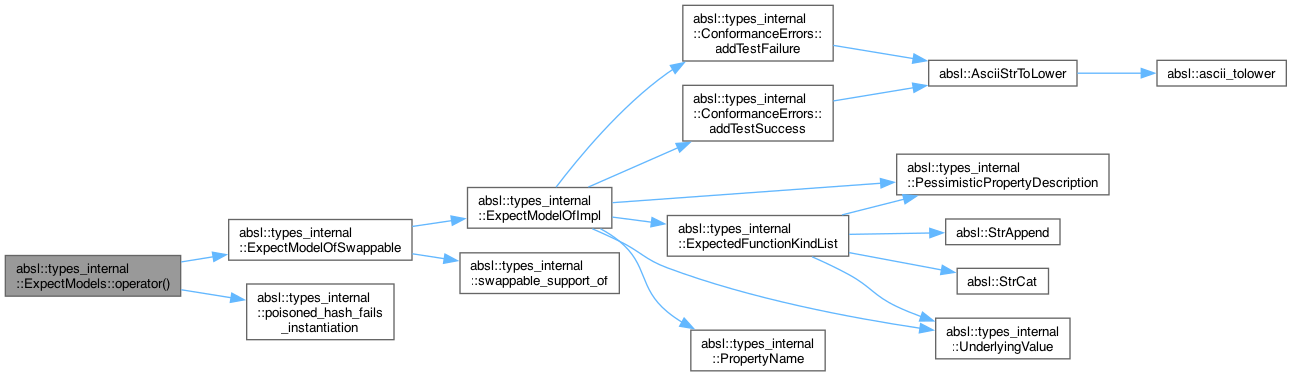 absl::types_internal
::ConformanceErrors::
addTestFailure
absl::AsciiStrToLower
absl::ascii_tolower
absl::types_internal
::ConformanceErrors::
addTestSuccess
absl::types_internal
::PessimisticPropertyDescription
absl::types_internal
::ExpectModelOfImpl
absl::types_internal
::ExpectedFunctionKindList
absl::StrAppend
absl::types_internal
::ExpectModelOfSwappable
absl::types_internal
::ExpectModels::operator()
absl::types_internal
::swappable_support_of
absl::StrCat
absl::types_internal
::poisoned_hash_fails
_instantiation
absl::types_internal
::UnderlyingValue
absl::types_internal
::PropertyName